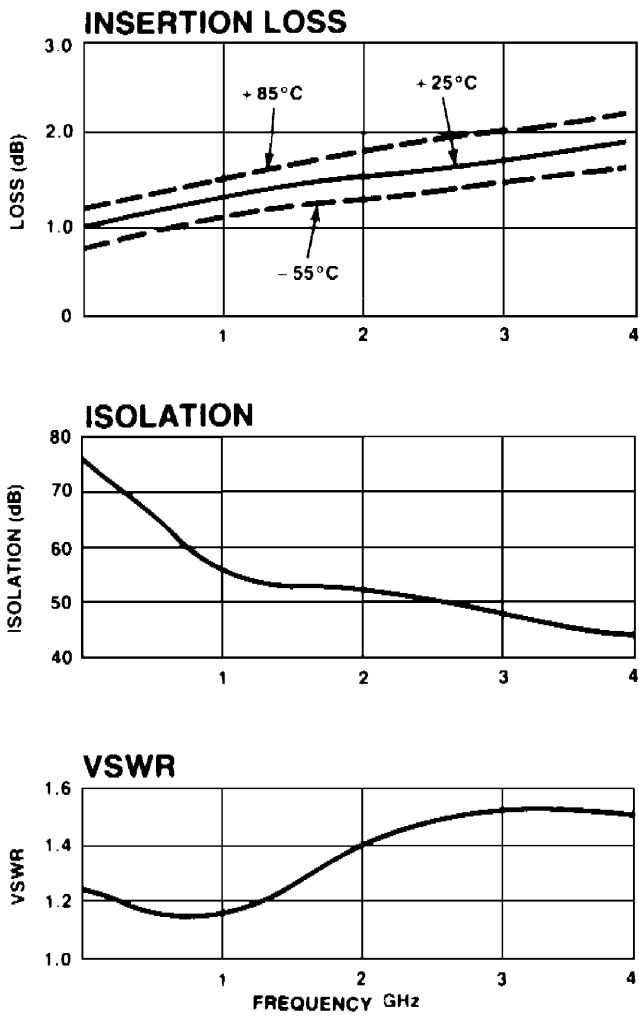 INSERTION LOSS
3.0
2.0
1.0
0
LOSS (dB)
+ 85°C
+ 25°C
– 55°C
1 2 3 4
ISOLATION
80
70
60
50
40
ISOLATION (dB)
1 2 3 4
VSWR
1.6
1.4
1.2
1.0
VSWR
1 2 3 4
FREQUENCY GHz